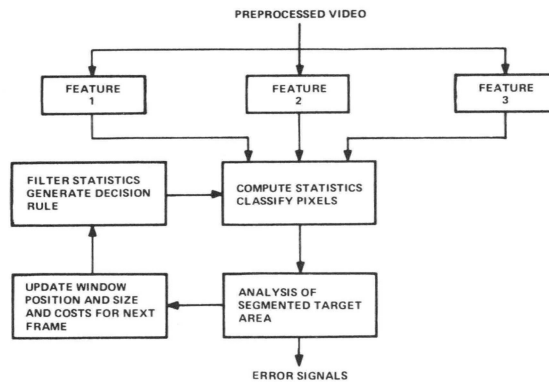 PREPROCESSED VIDEO
FEATURE
1
FEATURE
2
FEATURE
3
FILTER STATISTICS
GENERATE DECISION
RULE
COMPUTE STATISTICS
CLASSIFY PIXELS
UPDATE WINDOW
POSITION AND SIZE
AND COSTS FOR NEXT
FRAME
ANALYSIS OF
SEGMENTED TARGET
AREA
ERROR SIGNALS